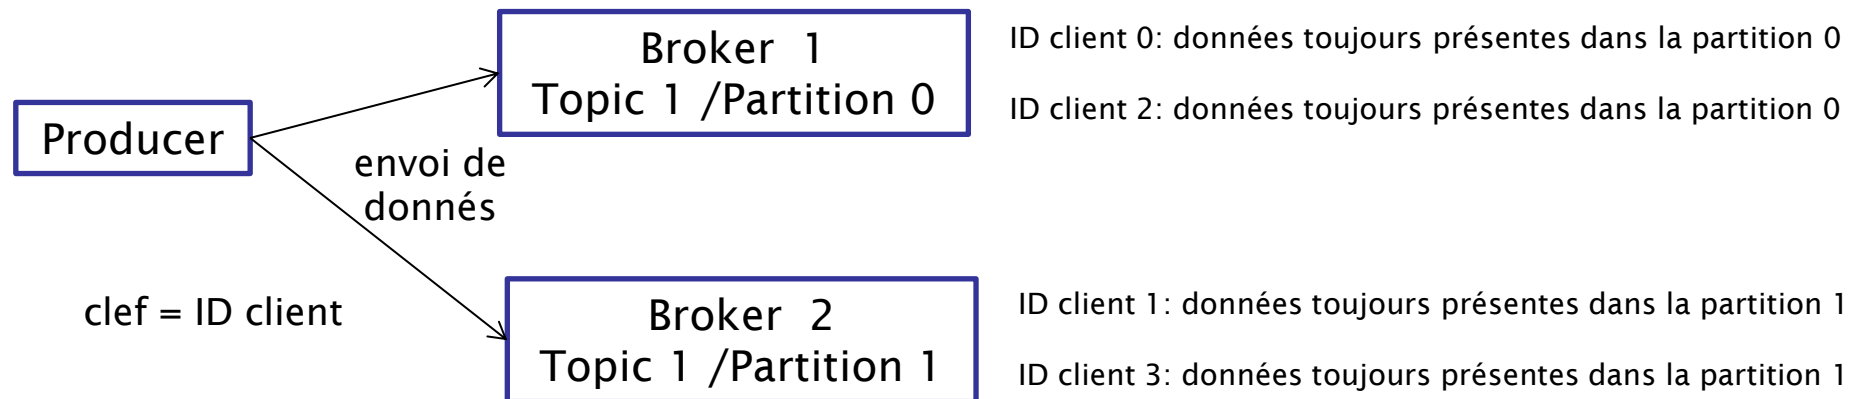 Broker 1
Topic 1 /Partition 0
ID client 0: données toujours présentes dans la partition 0
ID client 2: données toujours présentes dans la partition 0
Producer
envoi de
donnés
clef = ID client
Broker 2
Topic 1 /Partition 1
ID client 1: données toujours présentes dans la partition 1
ID client 3: données toujours présentes dans la partition 1